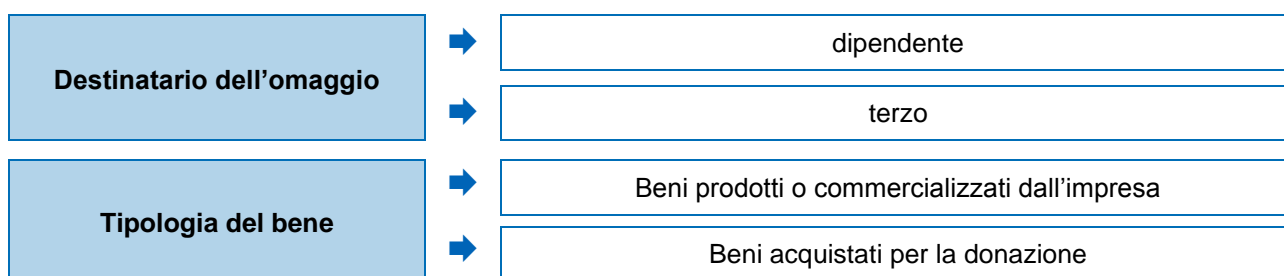 Destinatario dell’omaggio
dipendente
terzo
Tipologia del bene
Beni prodotti o commercializzati dall’impresa
Beni acquistati per la donazione